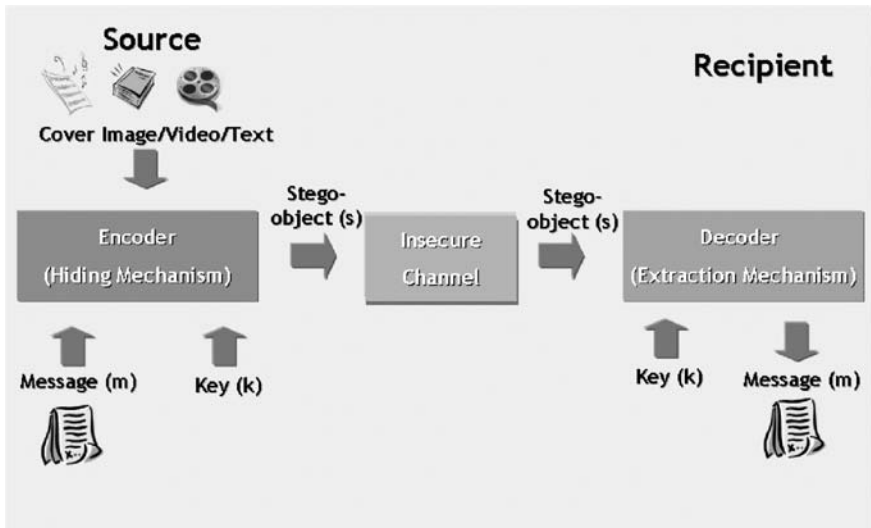 Source
Recipient
Cover Image/Video/Text
Stego-
object (s)
Stego-
object (s)
Encoder
(Hiding Mechanism)
Insecure
Channel
Decoder
(Extraction Mechanism)
Message (m)
Key (k)
Key (k)
Message (m)